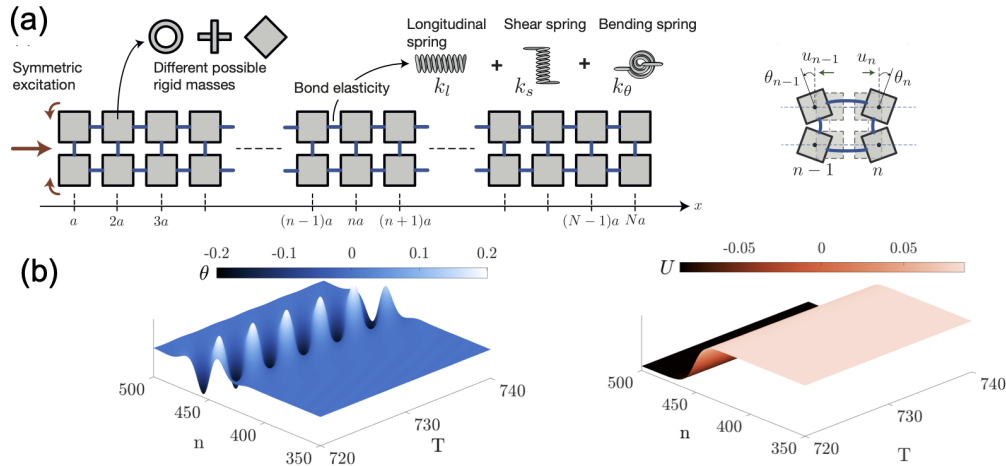 (a)
Symmetric
excitation
Different possible
rigid masses
Bond elasticity
Longitudinal
spring
k_l
+
Shear spring
k_s
+
Bending spring
k_θ
θ_{n-1}
u_{n-1}
u_n
θ_n
n − 1
n
a
2a
3a
(n−1)a
na
(n+1)a
(N−1)a
Na
x
(b)
θ
-0.2
-0.1
0
0.1
0.2
500
450
400
350
n
720
730
740
T
U
-0.05
0
0.05
500
450
400
350
n
720
730
740
T